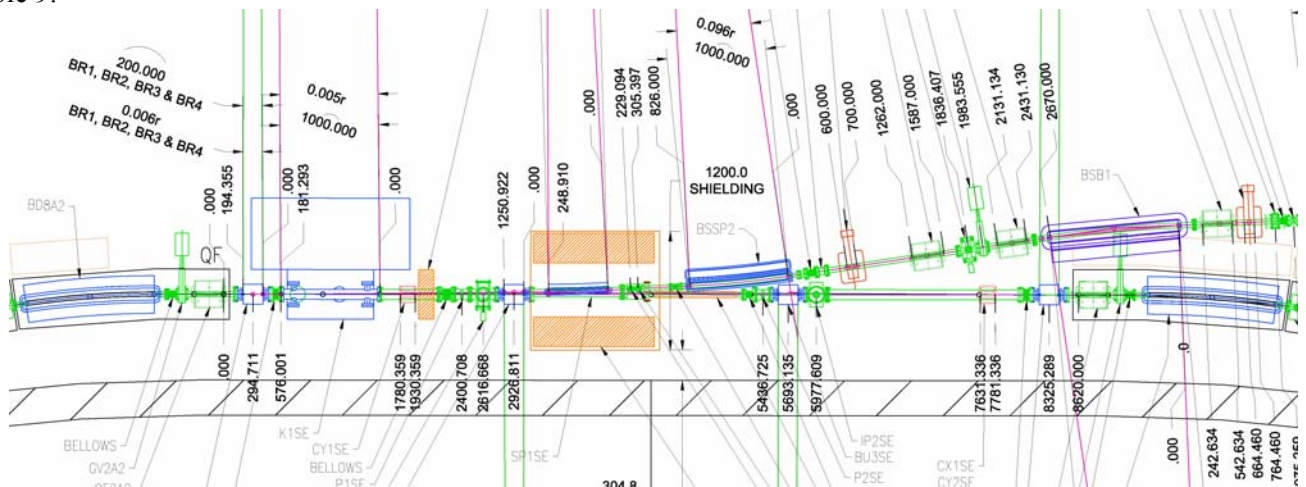 200.000
BR1, BR2, BR3 & BR4
0.006r
BR1, BR2, BR3 & BR4
0.005r
1000.000
0.096r
1000.000
.000
194.355
.000
181.293
.000
1250.922
.000
248.910
.000
229.094
305.397
826.000
1200.0
SHIELDING
.000
600.000
700.000
1262.000
1587.000
1836.407
1983.555
2131.134
2431.130
2670.000
BD8A2
QF
BSSP2
BSB1
.000
294.711
576.001
1780.359
1930.359
2400.708
2616.668
2926.811
5436.725
5693.135
5977.609
7631.336
7781.336
8325.289
8620.000
.0
.000
242.634
542.634
664.460
764.460
BELLOWS
GV2A2
K1SE
CY1SE
BELLOWS
P1SE
SP1SE
IP2SE
BU3SE
P2SE
CX1SE
CY2SE
304.8